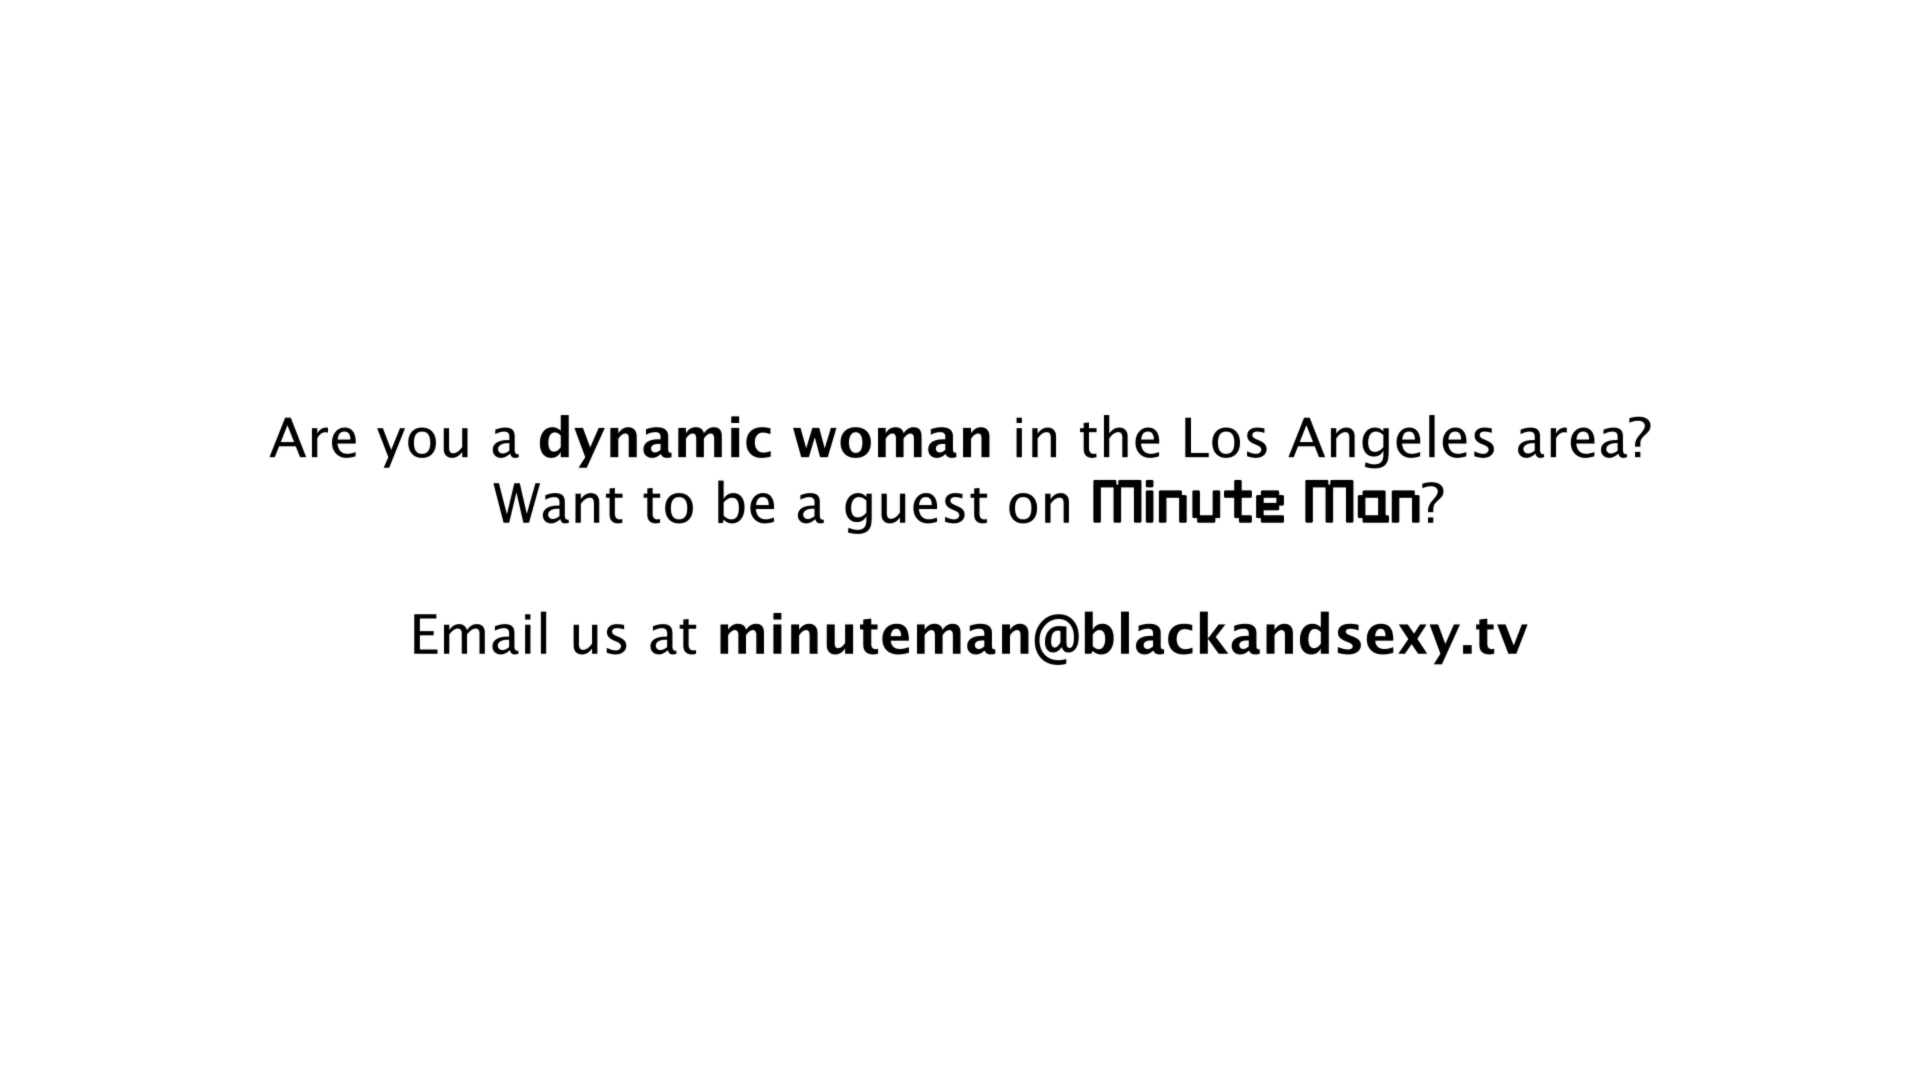 Are you a dynamic woman in the Los Angeles area?
Want to be a guest on Minute Man?
Email us at minuteman@blackandsexy.tv